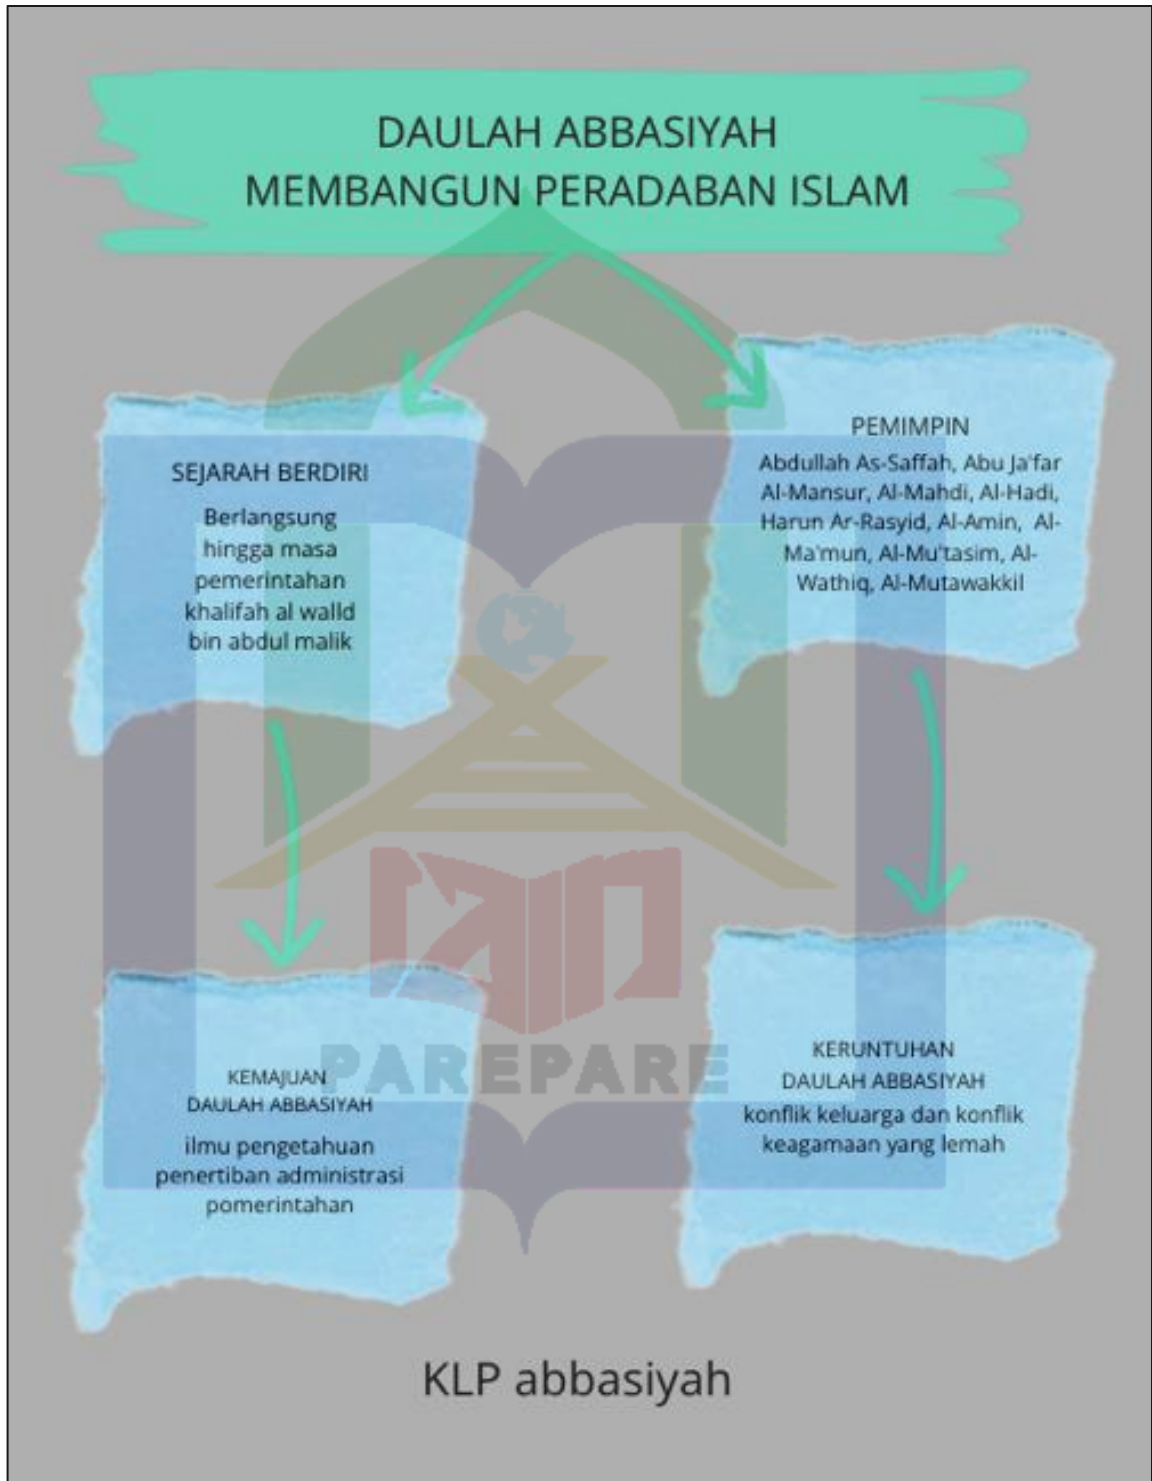 DAULAH ABBASIYAH
MEMBANGUN PERADABAN ISLAM
SEJARAH BERDIRI
Berlangsung
hingga masa
pemerintahan
khalifah al walld
bin abdul malik
PEMIMPIN
Abdullah As-Saffah, Abu Ja'far
Al-Mansur, Al-Mahdi, Al-Hadi,
Harun Ar-Rasyid, Al-Amin, Al-
Ma'mun, Al-Mu'tasim, Al-
Wathiq, Al-Mutawakkil
KEMAJUAN
DAULAH ABBASIYAH
ilmu pengetahuan
penertiban administrasi
pomerintahan
KERUNTUHAN
DAULAH ABBASIYAH
konflik keluarga dan konflik
keagamaan yang lemah
PAREPARE
KLP abbasiyah